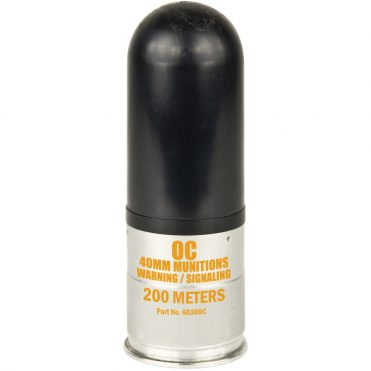 OC
40MM MUNITIONS
WARNING / SIGNALING
200 METERS
Part No. 6030OC